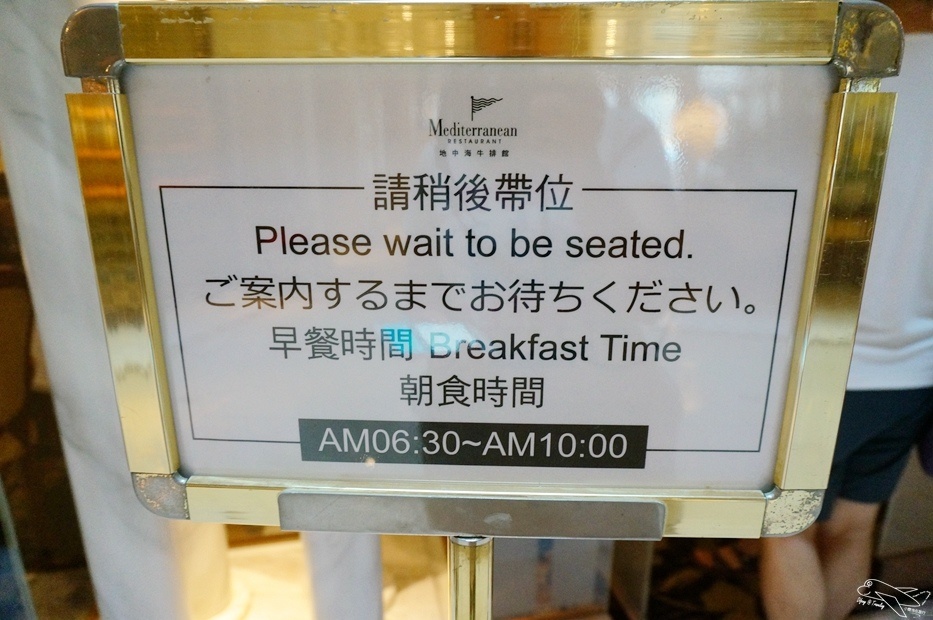 Mediterranean
RESTAURANT
地中海牛排館
請稍後帶位
Please wait to be seated.
ご案内するまでお待ちください。
早餐時間 Breakfast Time
朝食時間
AM06:30~AM10:00